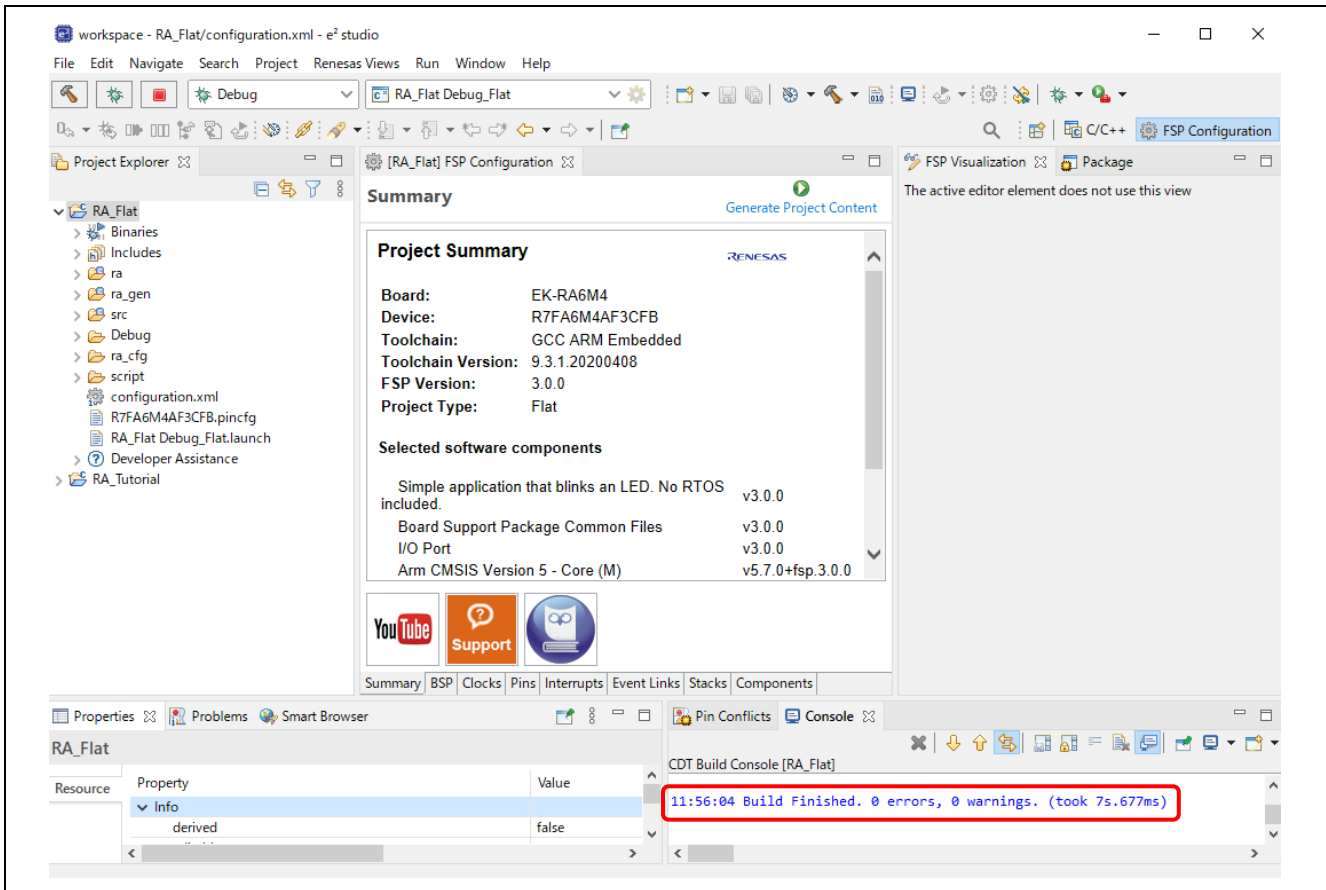 workspace - RA_Flat/configuration.xml - e² studio
File Edit Navigate Search Project Renesas Views Run Window Help
Debug
RA_Flat Debug_Flat
C/C++
FSP Configuration
Project Explorer
[RA_Flat] FSP Configuration
FSP Visualization
Package
RA_Flat
Binaries
Includes
ra
ra_gen
src
Debug
ra_cfg
script
configuration.xml
R7FA6M4AF3CFB.pincfg
RA_Flat Debug_Flat.launch
Developer Assistance
RA_Tutorial
Summary
Generate Project Content
Project Summary
RENESAS
Board: EK-RA6M4
Device: R7FA6M4AF3CFB
Toolchain: GCC ARM Embedded
Toolchain Version: 9.3.1.20200408
FSP Version: 3.0.0
Project Type: Flat
Selected software components
Simple application that blinks an LED. No RTOS included. v3.0.0
Board Support Package Common Files v3.0.0
I/O Port v3.0.0
Arm CMSIS Version 5 - Core (M) v5.7.0+fsp.3.0.0
YouTube
Support
Summary BSP Clocks Pins Interrupts Event Links Stacks Components
The active editor element does not use this view
Properties Problems Smart Browser
RA_Flat
Resource
Property Value
Info
derived false
Pin Conflicts Console
CDT Build Console [RA_Flat]
11:56:04 Build Finished. 0 errors, 0 warnings. (took 7s.677ms)